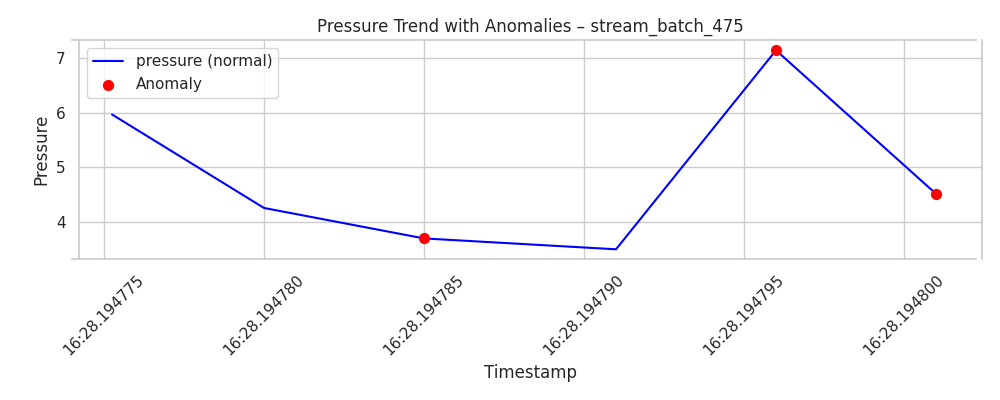 Pressure Trend with Anomalies – stream_batch_475
pressure (normal)
Anomaly
Pressure
7
6
5
4
16:28.194775
16:28.194780
16:28.194785
16:28.194790
16:28.194795
16:28.194800
Timestamp